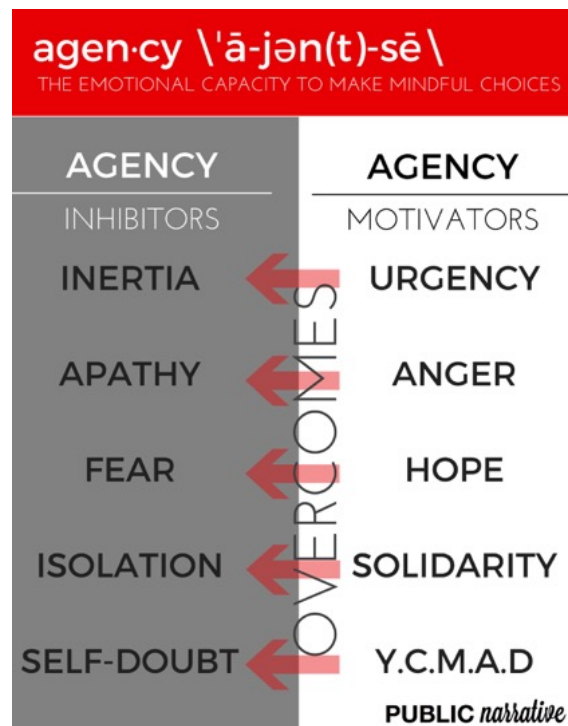 agen·cy \ˈā-jən(t)-sē\
THE EMOTIONAL CAPACITY TO MAKE MINDFUL CHOICES
AGENCY
INHIBITORS
INERTIA
APATHY
FEAR
ISOLATION
SELF-DOUBT
OVERCOMES
AGENCY
MOTIVATORS
URGENCY
ANGER
HOPE
SOLIDARITY
Y.C.M.A.D
PUBLIC narrative